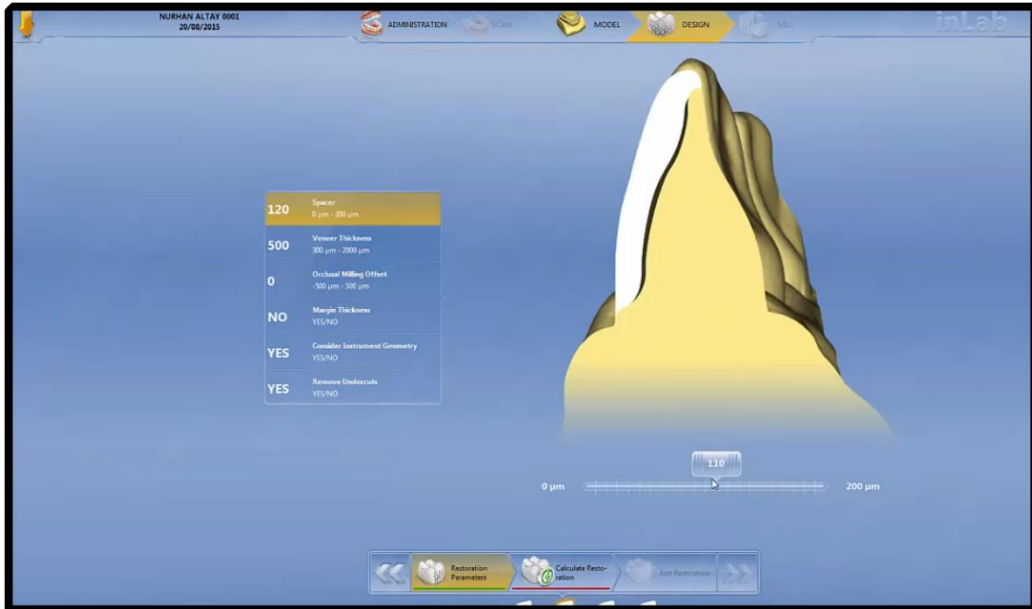 NURHAN ALTAY 0001
20/08/2015
ADMINISTRATION
SCAN
MODEL
DESIGN
MILL
inLab
120
Spacer
0 µm - 200 µm
500
Veneer Thickness
300 µm - 2000 µm
0
Occlusal Milling Offset
-500 µm - 500 µm
NO
Margin Thickness
YES/NO
YES
Consider Instrument Geometry
YES/NO
YES
Remove Undercuts
YES/NO
110
0 µm
200 µm
Restoration
Parameters
Calculate Resto-
ration
Edit Restoration